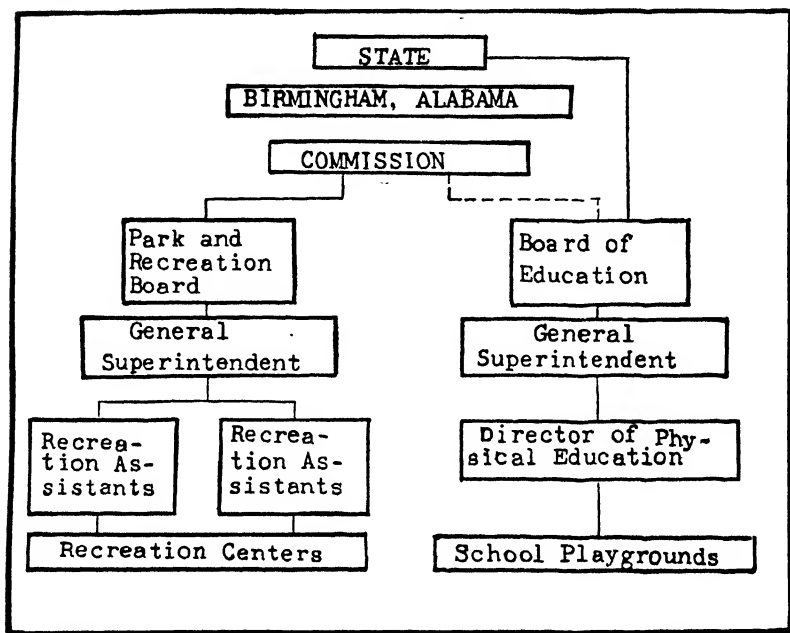 STATE
BIRMINGHAM, ALABAMA
COMMISSION
Park and
Recreation
Board
Board of
Education
General
Superintendent
General
Superintendent
Recrea-
tion As-
sistants
Recrea-
tion As-
sistants
Director of Phy-
sical Education
Recreation Centers
School Playgrounds